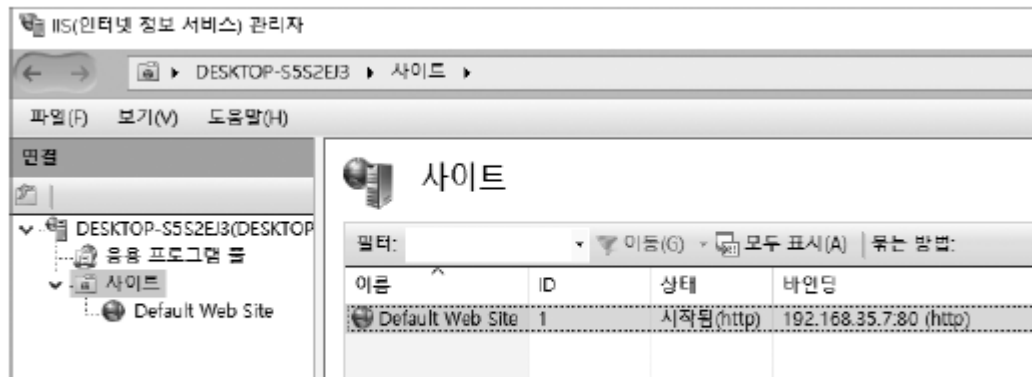 IIS(인터넷 정보 서비스) 관리자
DESKTOP-S5S2EJ3 ▸ 사이트 ▸
파일(F) 보기(V) 도움말(H)
연결
사이트
DESKTOP-S5S2EJ3(DESKTOP
응용 프로그램 풀
사이트
Default Web Site
필터: 이동(G) 모두 표시(A) 묶는 방법:
이름 ID 상태 바인딩
Default Web Site 1 시작됨(http) 192.168.35.7:80 (http)